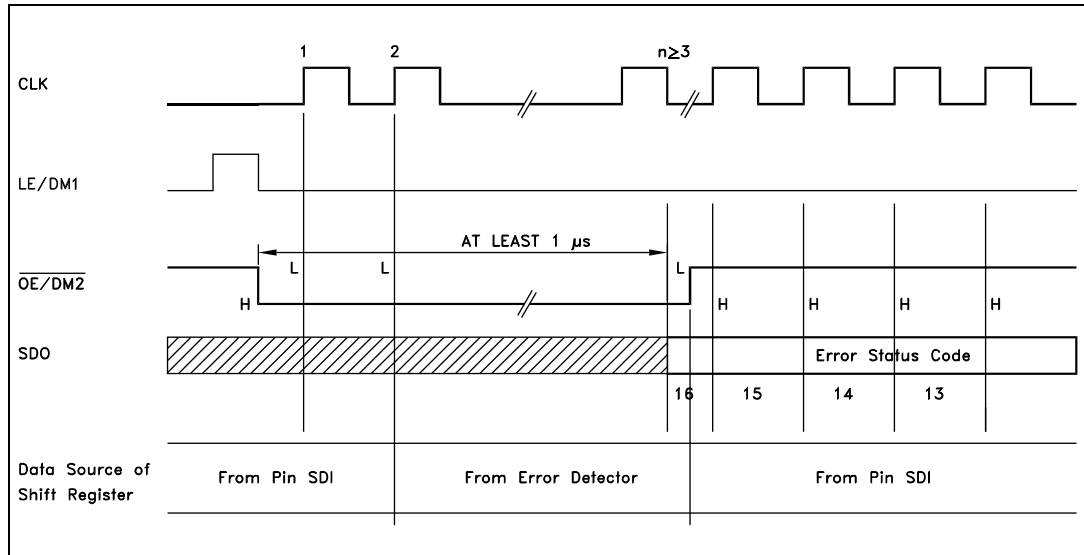 1 2 n≥3
CLK
LE/DM1
AT LEAST 1 µs
L L L
OE/DM2
H H H H H
SDO
Error Status Code
16 15 14 13
Data Source of
Shift Register
From Pin SDI From Error Detector From Pin SDI